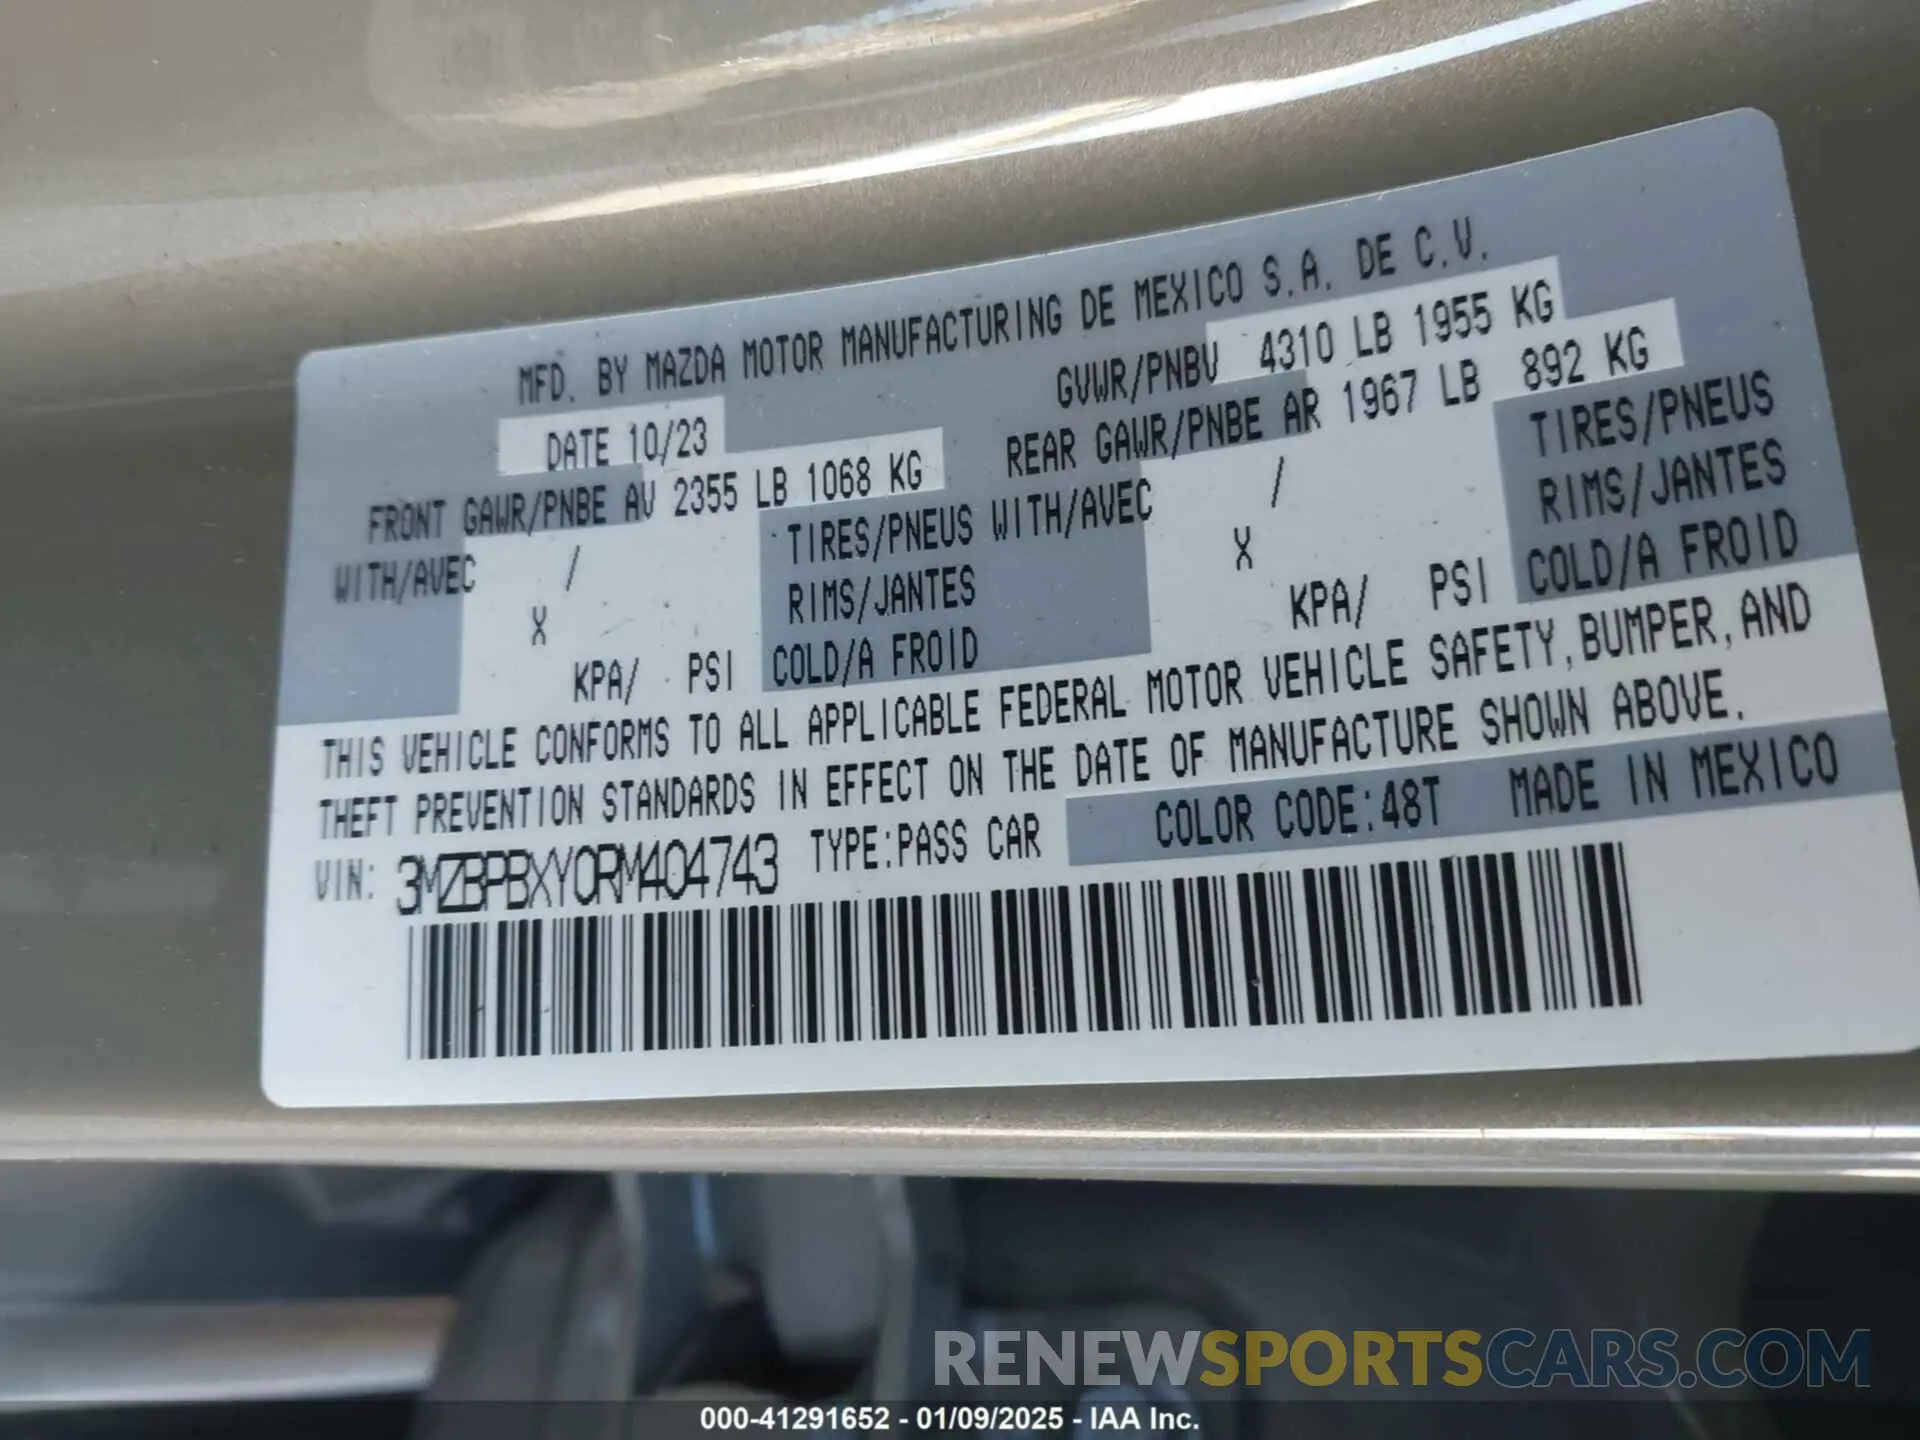 MFD. BY MAZDA MOTOR MANUFACTURING DE MEXICO S.A. DE C.V.
DATE 10/23 GVWR/PNBV 4310 LB 1955 KG
FRONT GAWR/PNBE AV 2355 LB 1068 KG REAR GAWR/PNBE AR 1967 LB 892 KG
WITH/AVEC / TIRES/PNEUS WITH/AVEC / TIRES/PNEUS
X RIMS/JANTES X RIMS/JANTES
KPA/ PSI COLD/A FROID KPA/ PSI COLD/A FROID
THIS VEHICLE CONFORMS TO ALL APPLICABLE FEDERAL MOTOR VEHICLE SAFETY, BUMPER, AND
THEFT PREVENTION STANDARDS IN EFFECT ON THE DATE OF MANUFACTURE SHOWN ABOVE.
VIN: 3MZBPBXY0RM404743 TYPE:PASS CAR COLOR CODE:48T MADE IN MEXICO
RENEWSPORTSCARS.COM
000-41291652 - 01/09/2025 - IAA Inc.